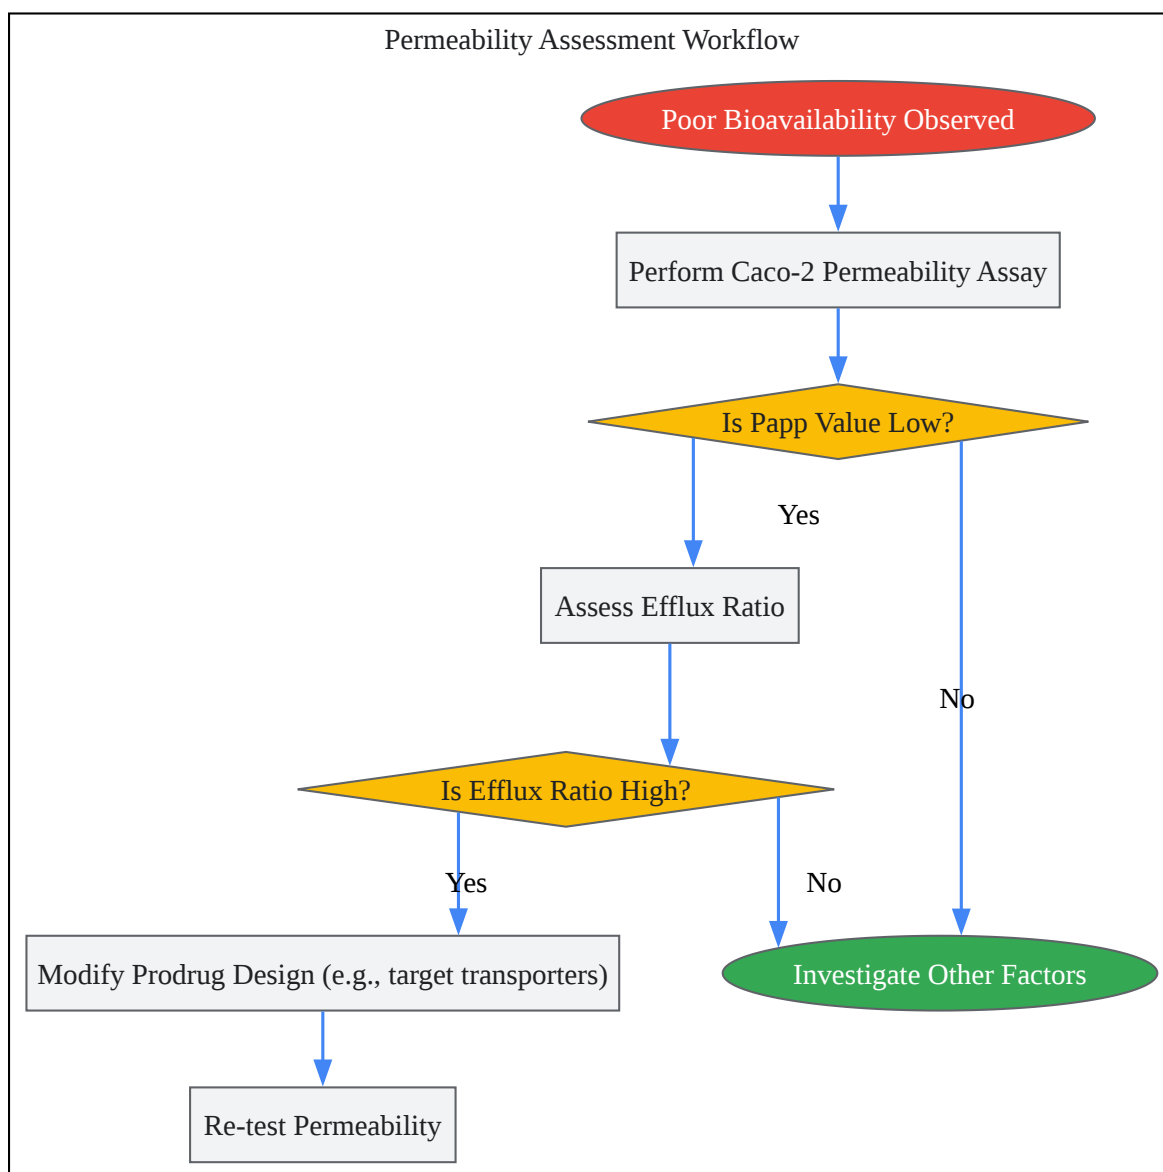 Permeability Assessment Workflow
Poor Bioavailability Observed
Perform Caco-2 Permeability Assay
Is Papp Value Low?
Yes
Assess Efflux Ratio
No
Is Efflux Ratio High?
Yes
No
Modify Prodrug Design (e.g., target transporters)
Investigate Other Factors
Re-test Permeability